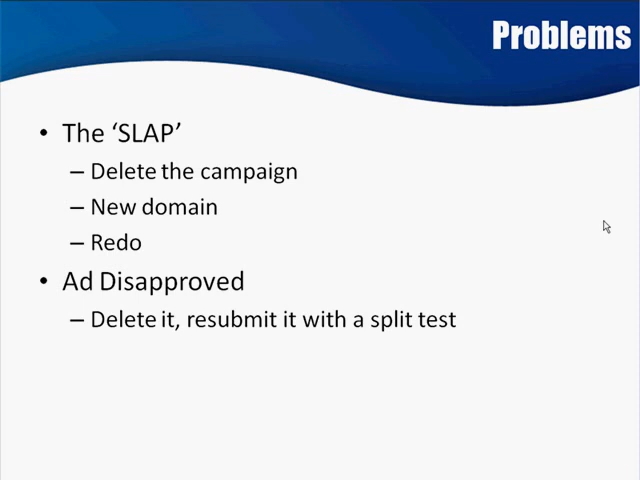 Problems
• The ‘SLAP’
– Delete the campaign
– New domain
– Redo
• Ad Disapproved
– Delete it, resubmit it with a split test